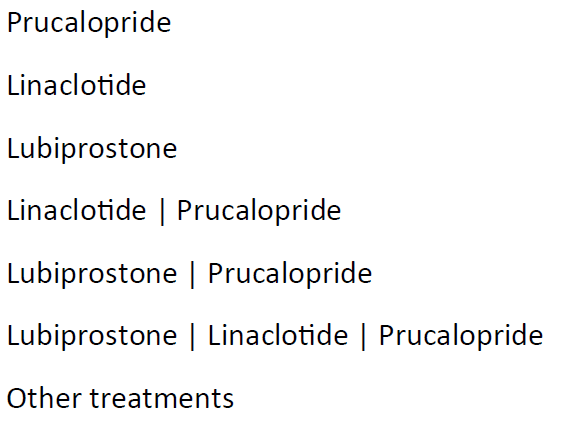 Prucalopride
Linaclotide
Lubiprostone
Linaclotide | Prucalopride
Lubiprostone | Prucalopride
Lubiprostone | Linaclotide | Prucalopride
Other treatments